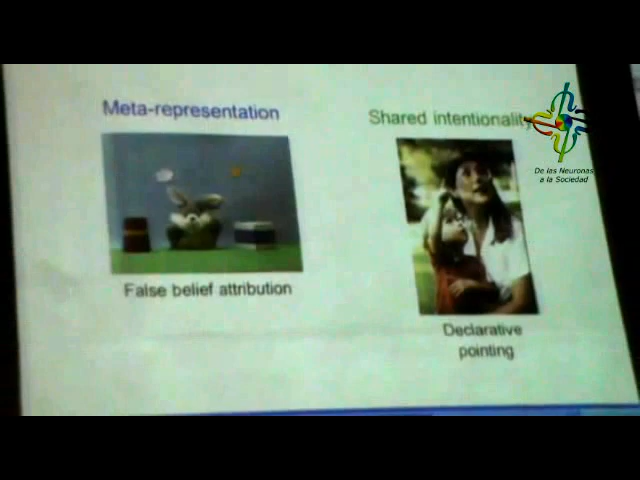 Meta-representation
Shared intentionality
False belief attribution
Declarative
pointing
De las Neuronas
a la Sociedad